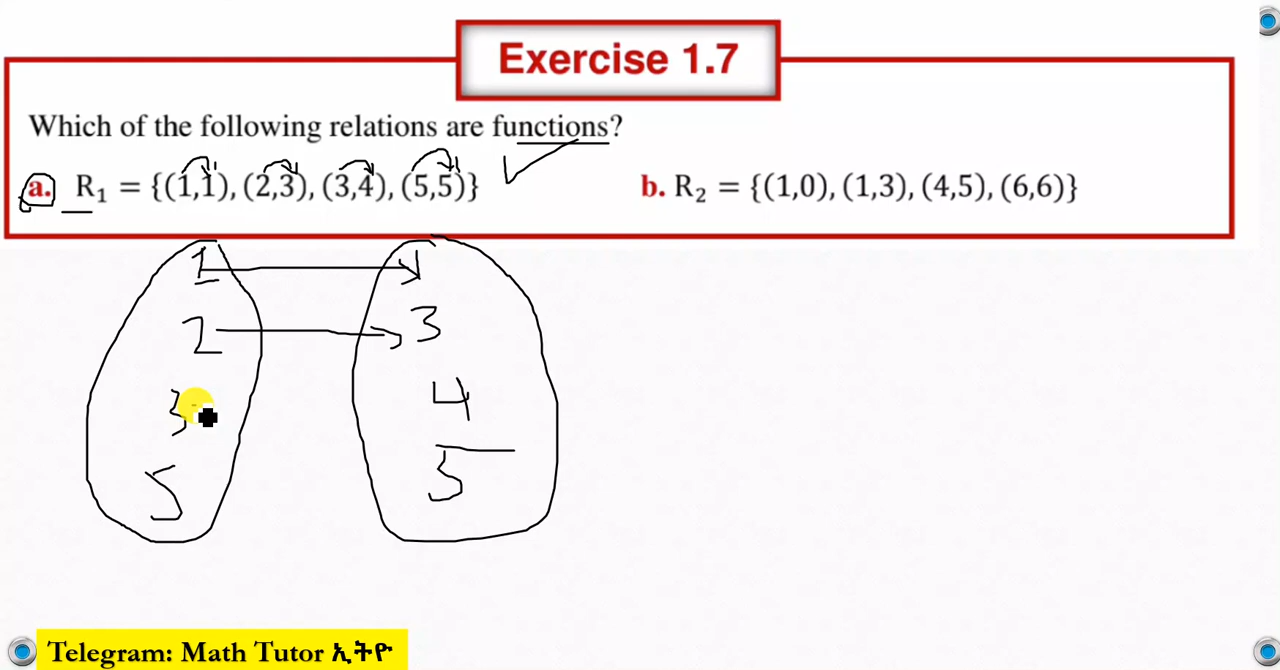 Exercise 1.7
Which of the following relations are functions?
a. R₁ = {(1,1), (2,3), (3,4), (5,5)}
b. R₂ = {(1,0), (1,3), (4,5), (6,6)}
1 1
2 3
3 4
5 5
Telegram: Math Tutor ኢትዮ